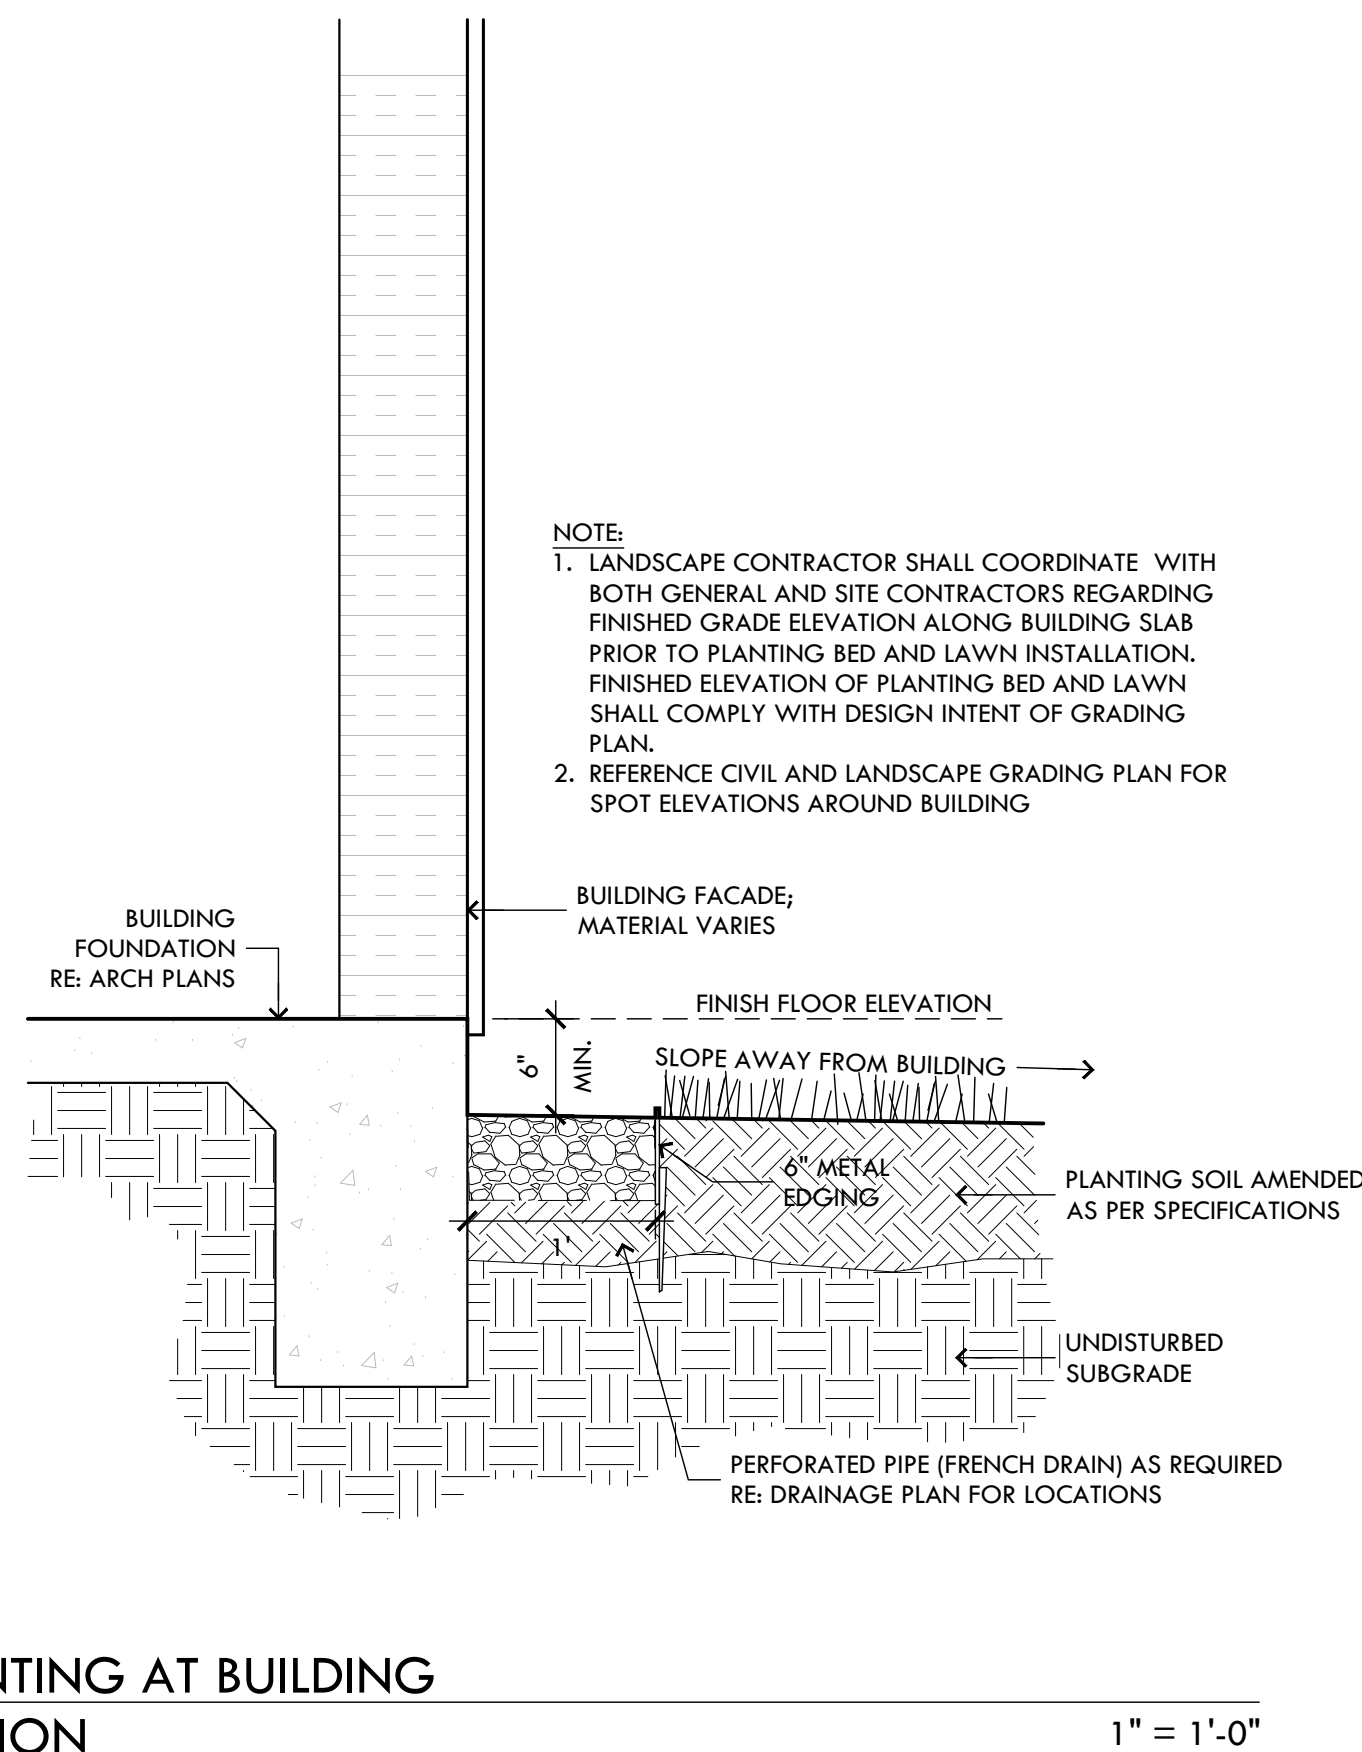 NOTE:
1. LANDSCAPE CONTRACTOR SHALL COORDINATE WITH
BOTH GENERAL AND SITE CONTRACTORS REGARDING
FINISHED GRADE ELEVATION ALONG BUILDING SLAB
PRIOR TO PLANTING BED AND LAWN INSTALLATION.
FINISHED ELEVATION OF PLANTING BED AND LAWN
SHALL COMPLY WITH DESIGN INTENT OF GRADING
PLAN.
2. REFERENCE CIVIL AND LANDSCAPE GRADING PLAN FOR
SPOT ELEVATIONS AROUND BUILDING
BUILDING FACADE;
MATERIAL VARIES
BUILDING
FOUNDATION
RE: ARCH PLANS
FINISH FLOOR ELEVATION
6"
MIN.
SLOPE AWAY FROM BUILDING
6" METAL
EDGING
PLANTING SOIL AMENDED
AS PER SPECIFICATIONS
1'
UNDISTURBED
SUBGRADE
PERFORATED PIPE (FRENCH DRAIN) AS REQUIRED
RE: DRAINAGE PLAN FOR LOCATIONS
NTING AT BUILDING
ION
1" = 1'-0"